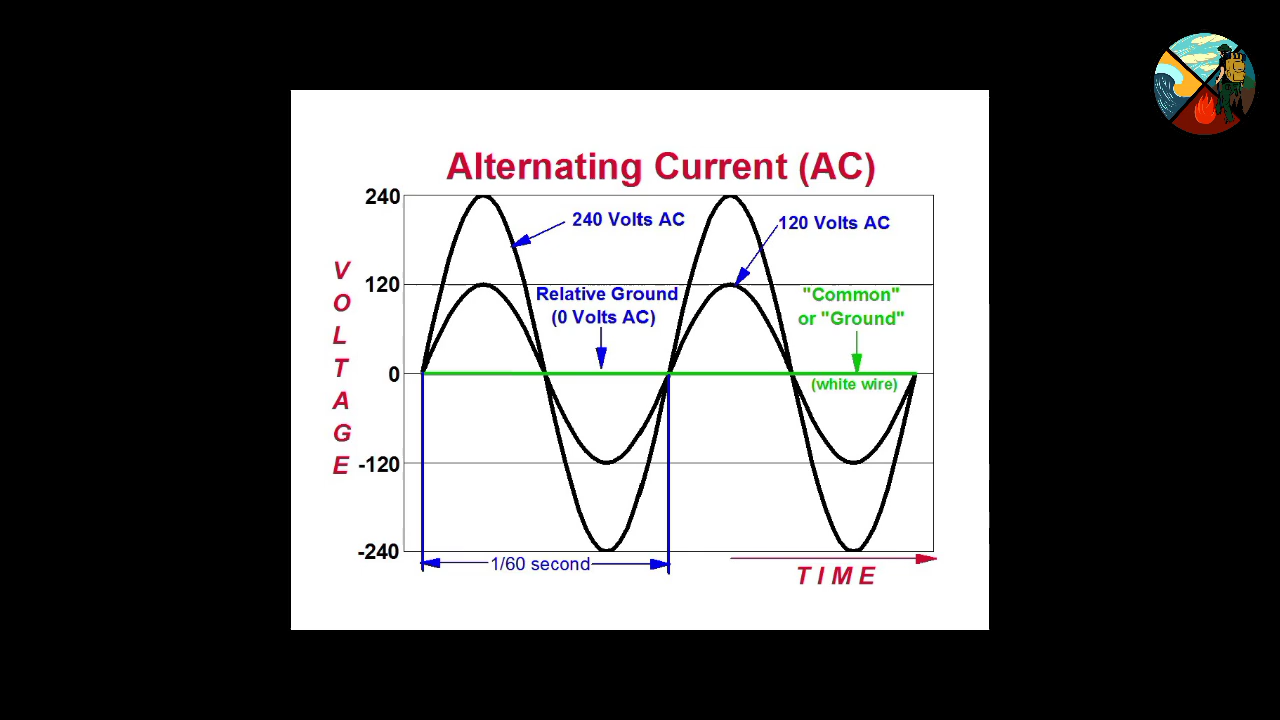 Alternating Current (AC)
240
240 Volts AC
120 Volts AC
V
O
L
T
A
G
E
120
Relative Ground
(0 Volts AC)
"Common"
or "Ground"
0
(white wire)
-120
-240
1/60 second
TIME